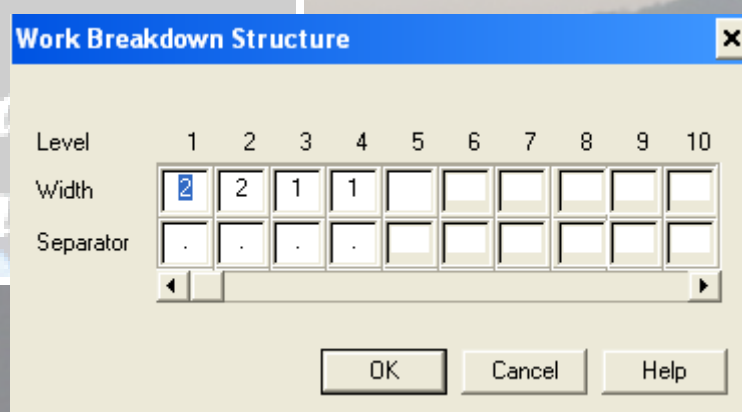 Work Breakdown Structure
Level 1 2 3 4 5 6 7 8 9 10
Width 2 2 1 1
Separator . . . .
OK Cancel Help